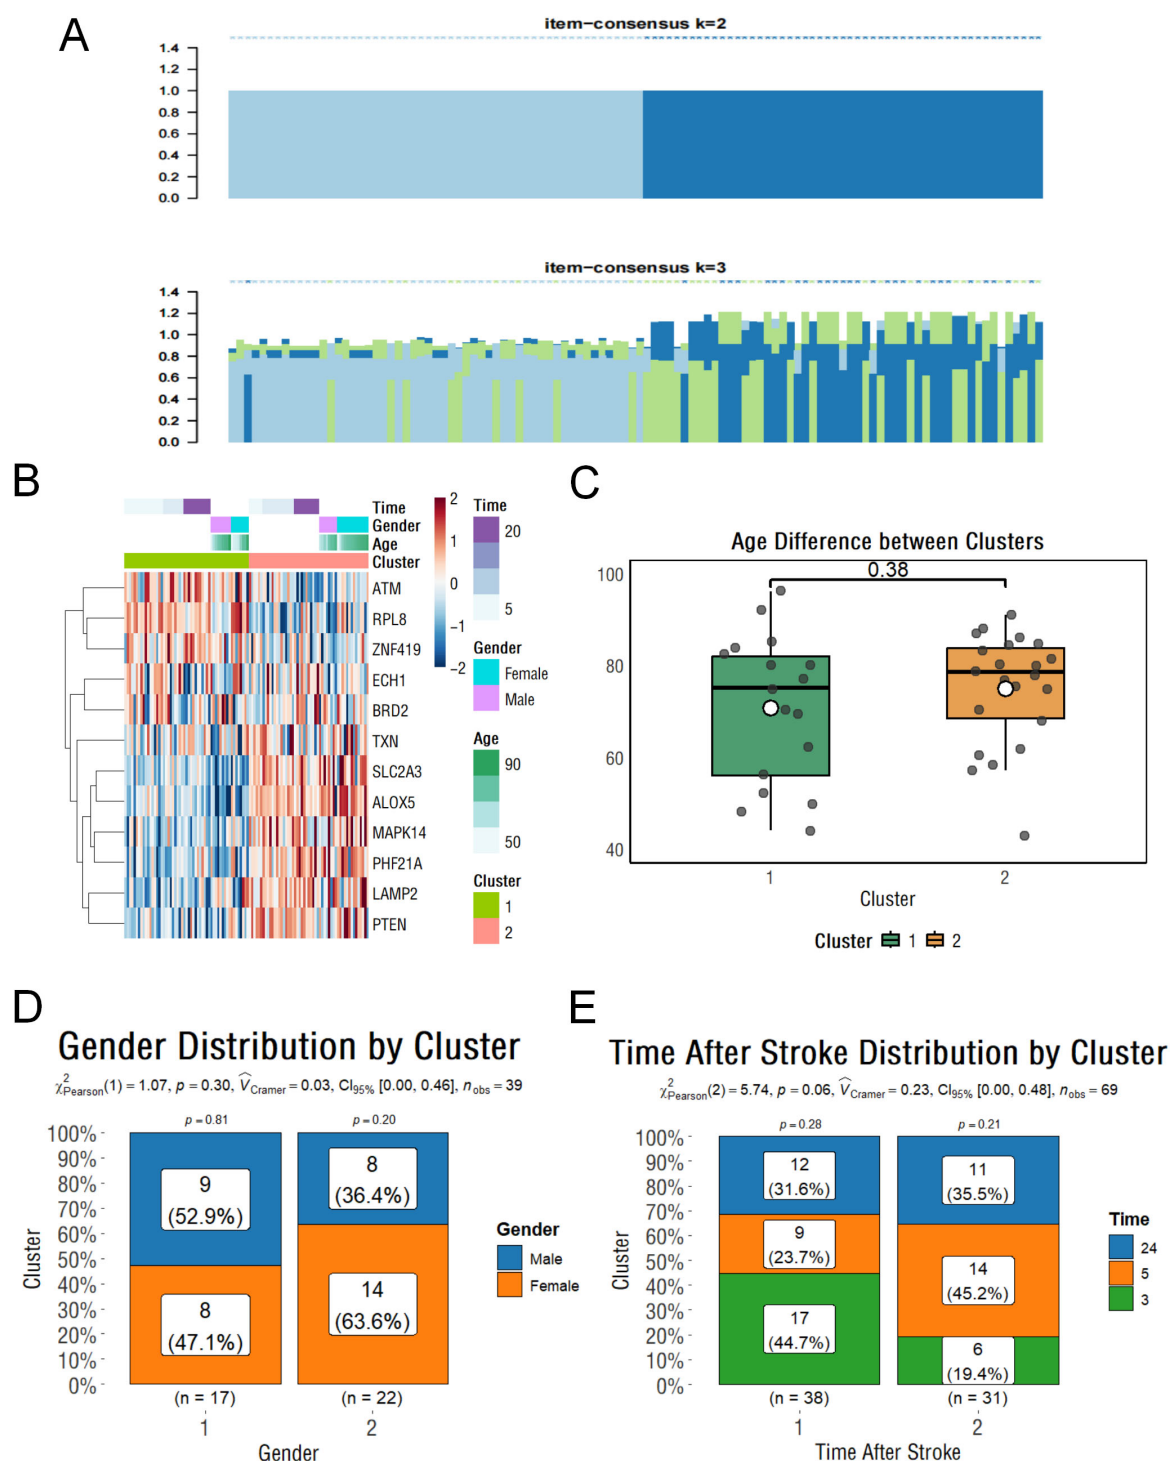 A
item−consensus k=2
1.4
1.2
1.0
0.8
0.6
0.4
0.2
0.0
item−consensus k=3
1.4
1.2
1.0
0.8
0.6
0.4
0.2
0.0
B
Time
Gender
Age
Cluster
ATM
RPL8
ZNF419
ECH1
BRD2
TXN
SLC2A3
ALOX5
MAPK14
PHF21A
LAMP2
PTEN
2
1
0
−1
−2
Time
20
5
Gender
Female
Male
Age
90
50
Cluster
1
2
C
Age Difference between Clusters
0.38
100
80
60
40
1 2
Cluster
Cluster 1 2
D
Gender Distribution by Cluster
χ²Pearson(1) = 1.07, p = 0.30, V̂Cramer = 0.03, CI95% [0.00, 0.46], nobs = 39
p = 0.81 p = 0.20
100%
90%
80%
70%
60%
50%
40%
30%
20%
10%
0%
Cluster
9
(52.9%)
8
(47.1%)
8
(36.4%)
14
(63.6%)
(n = 17) (n = 22)
1 2
Gender
Gender
Male
Female
E
Time After Stroke Distribution by Cluster
χ²Pearson(2) = 5.74, p = 0.06, V̂Cramer = 0.23, CI95% [0.00, 0.48], nobs = 69
p = 0.28 p = 0.21
100%
90%
80%
70%
60%
50%
40%
30%
20%
10%
0%
Cluster
12
(31.6%)
9
(23.7%)
17
(44.7%)
11
(35.5%)
14
(45.2%)
6
(19.4%)
(n = 38) (n = 31)
1 2
Time After Stroke
Time
24
5
3